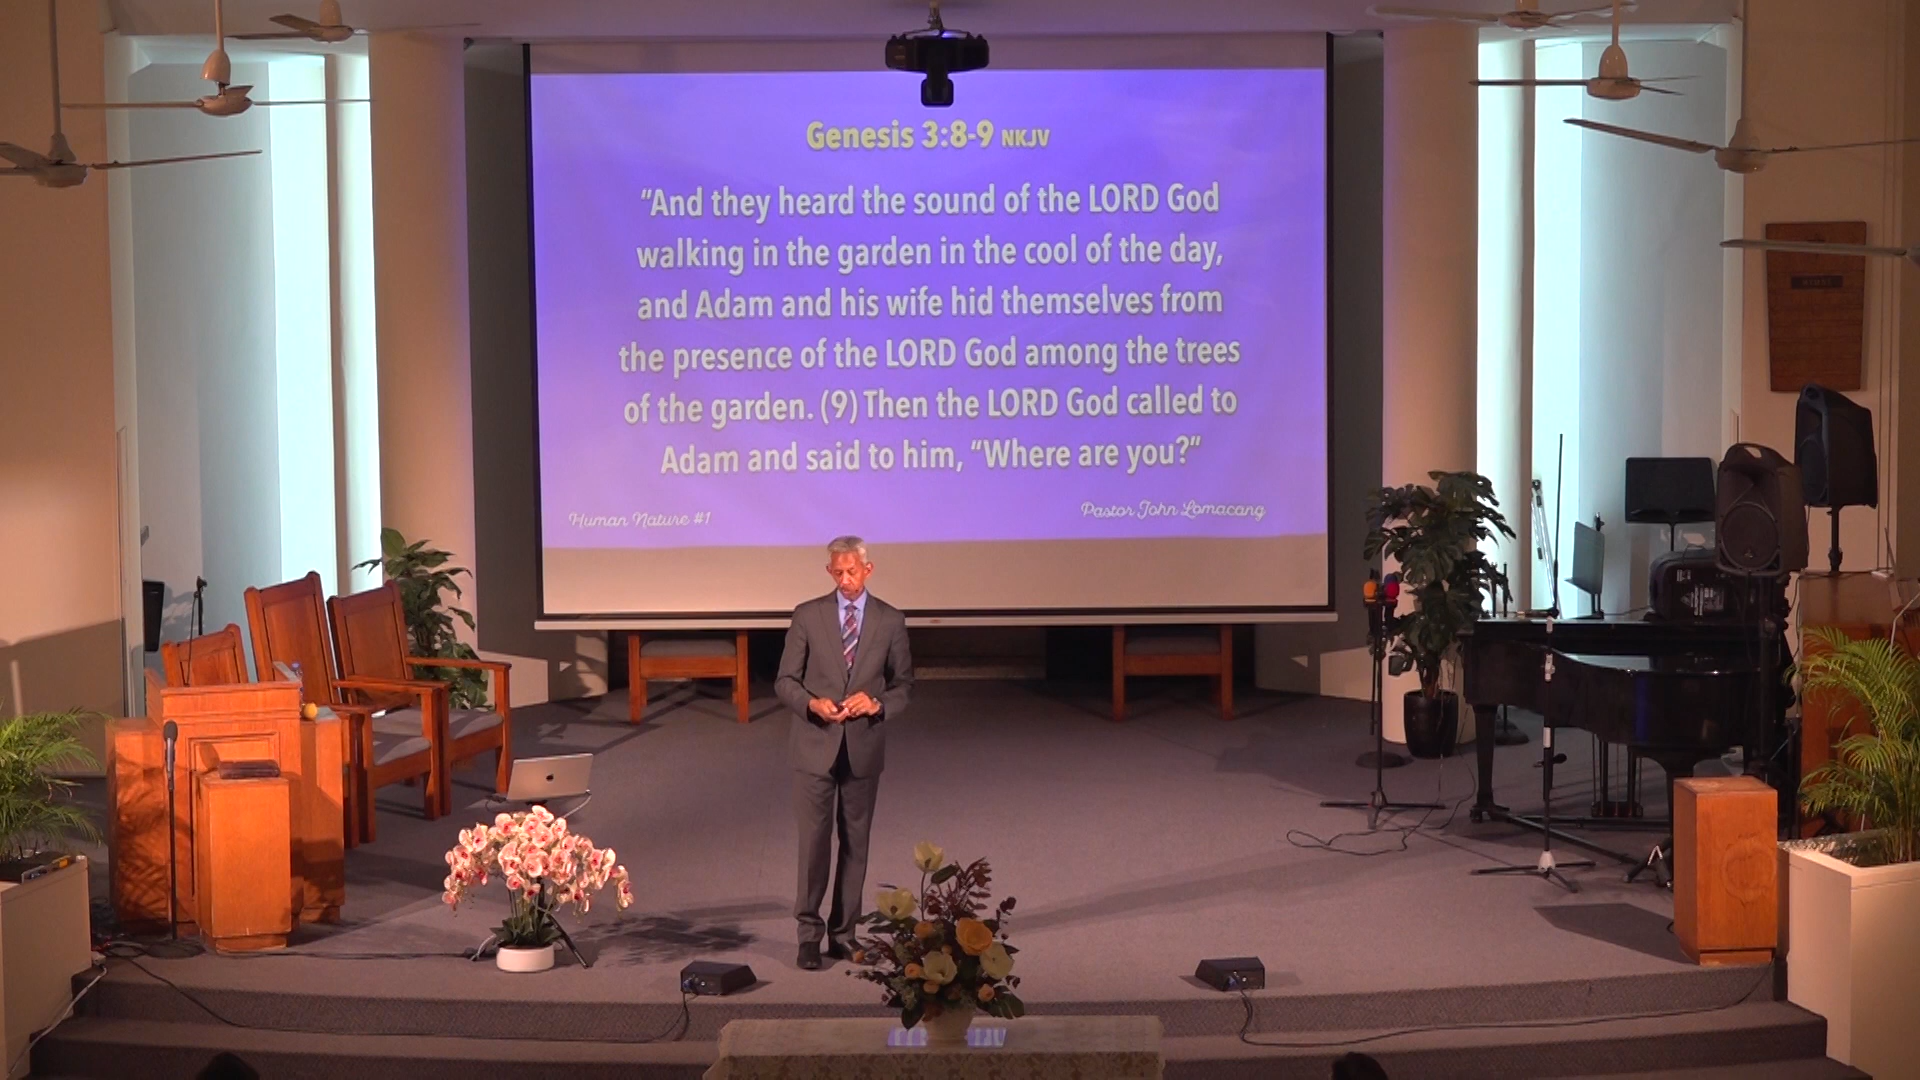 Genesis 3:8-9 NKJV
“And they heard the sound of the LORD God
walking in the garden in the cool of the day,
and Adam and his wife hid themselves from
the presence of the LORD God among the trees
of the garden. (9) Then the LORD God called to
Adam and said to him, “Where are you?”
Human Nature #1
Pastor John Lomacang